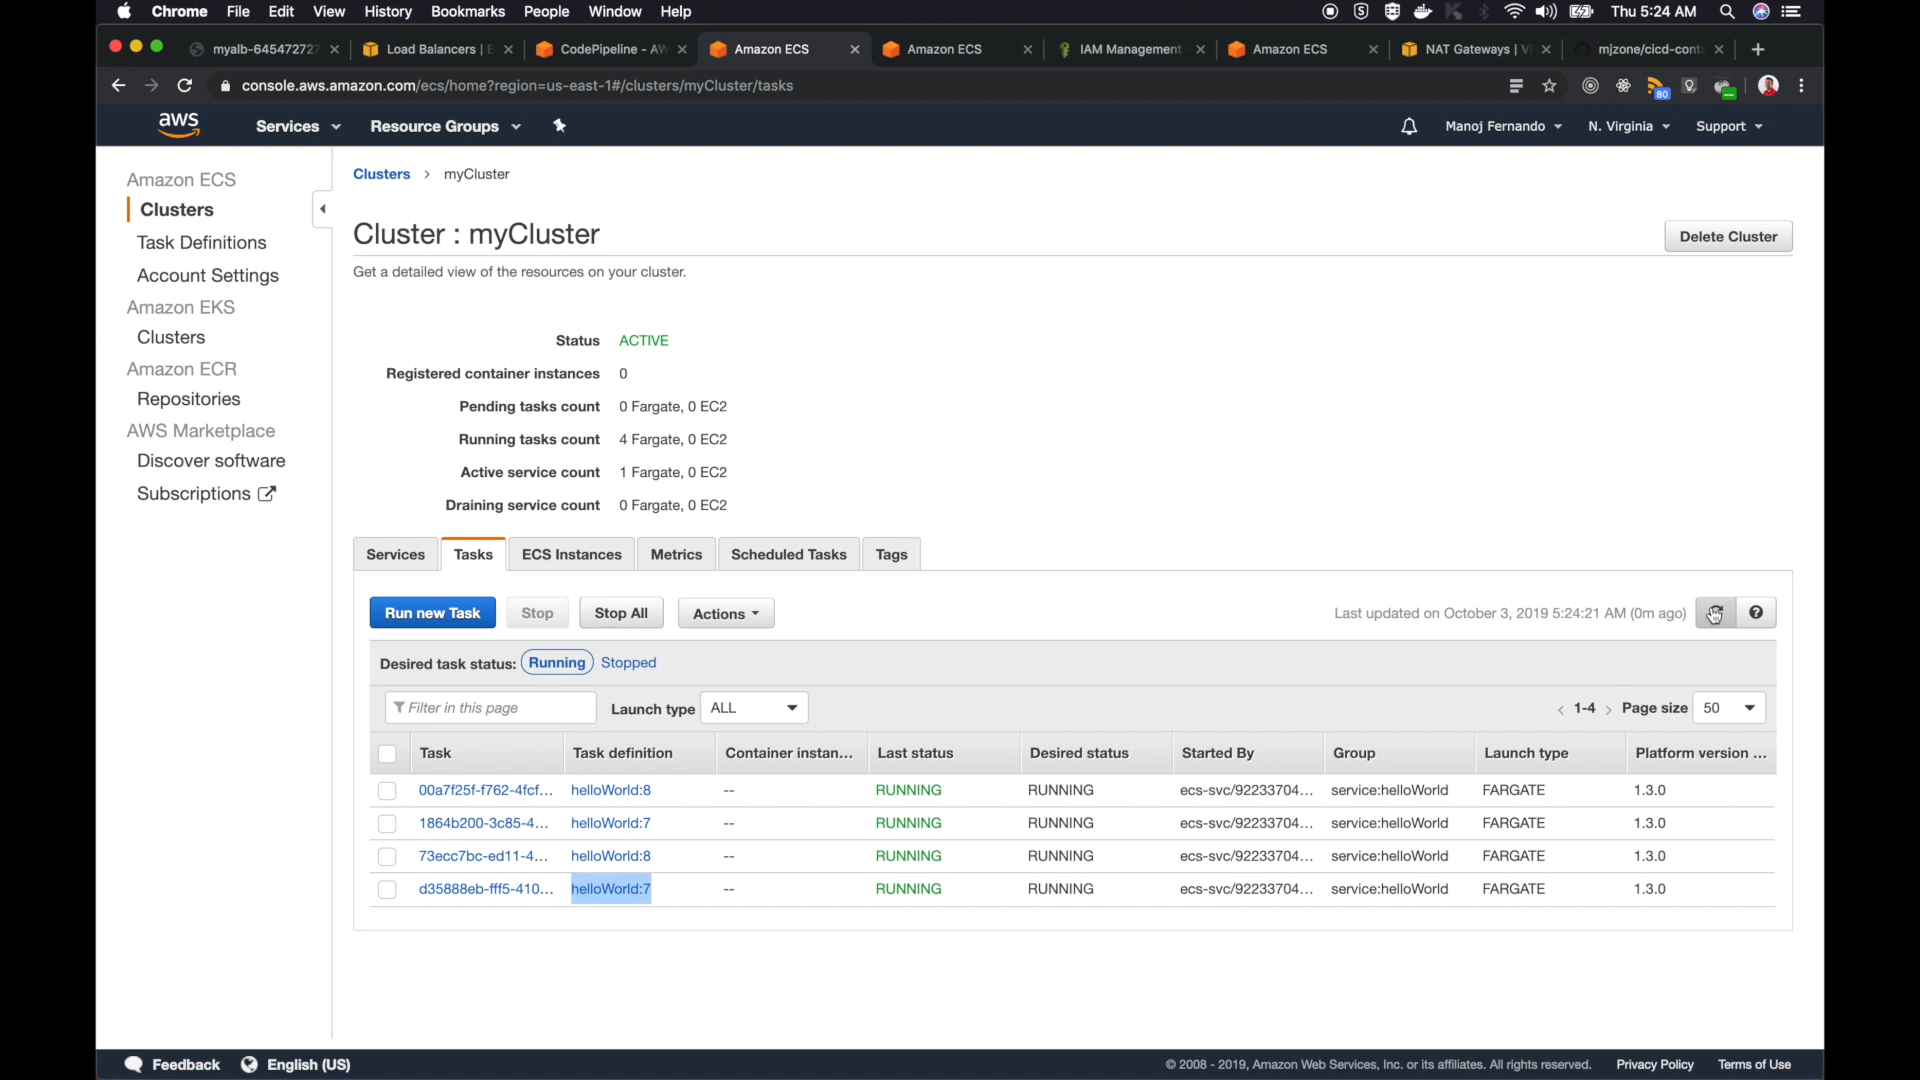 Chrome File Edit View History Bookmarks People Window Help Thu 5:24 AM
myalb-645472727 Load Balancers | E CodePipeline - AW Amazon ECS Amazon ECS IAM Management Amazon ECS NAT Gateways | V mjzone/cicd-cont
console.aws.amazon.com/ecs/home?region=us-east-1#/clusters/myCluster/tasks 80
aws Services Resource Groups Manoj Fernando N. Virginia Support
Amazon ECS
Clusters
Task Definitions
Account Settings
Amazon EKS
Clusters
Amazon ECR
Repositories
AWS Marketplace
Discover software
Subscriptions
Clusters > myCluster
Cluster : myCluster
Delete Cluster
Get a detailed view of the resources on your cluster.
Status ACTIVE
Registered container instances 0
Pending tasks count 0 Fargate, 0 EC2
Running tasks count 4 Fargate, 0 EC2
Active service count 1 Fargate, 0 EC2
Draining service count 0 Fargate, 0 EC2
Services Tasks ECS Instances Metrics Scheduled Tasks Tags
Run new Task Stop Stop All Actions Last updated on October 3, 2019 5:24:21 AM (0m ago)
Desired task status: Running Stopped
Filter in this page Launch type ALL < 1-4 > Page size 50
Task Task definition Container instan... Last status Desired status Started By Group Launch type Platform version ...
00a7f25f-f762-4fcf... helloWorld:8 -- RUNNING RUNNING ecs-svc/92233704... service:helloWorld FARGATE 1.3.0
1864b200-3c85-4... helloWorld:7 -- RUNNING RUNNING ecs-svc/92233704... service:helloWorld FARGATE 1.3.0
73ecc7bc-ed11-4... helloWorld:8 -- RUNNING RUNNING ecs-svc/92233704... service:helloWorld FARGATE 1.3.0
d35888eb-fff5-410... helloWorld:7 -- RUNNING RUNNING ecs-svc/92233704... service:helloWorld FARGATE 1.3.0
Feedback English (US) © 2008 - 2019, Amazon Web Services, Inc. or its affiliates. All rights reserved. Privacy Policy Terms of Use